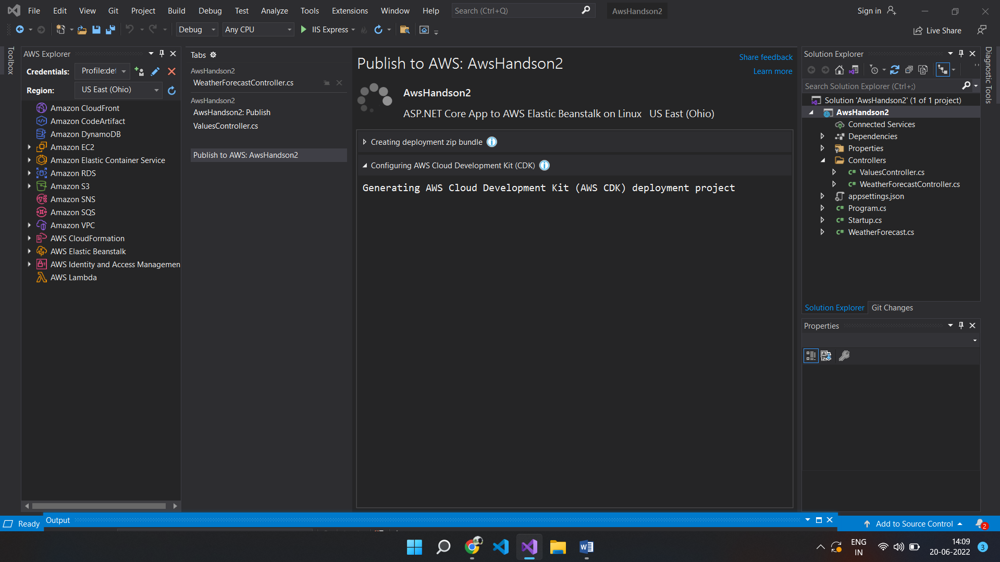 File Edit View Git Project Build Debug Test Analyze Tools Extensions Window Help Search (Ctrl+Q) AwsHandson2 Sign in
Debug Any CPU IIS Express Live Share
Toolbox
AWS Explorer
Credentials: Profile:def
Region: US East (Ohio)
Amazon CloudFront
Amazon CodeArtifact
Amazon DynamoDB
Amazon EC2
Amazon Elastic Container Service
Amazon RDS
Amazon S3
Amazon SNS
Amazon SQS
Amazon VPC
AWS CloudFormation
AWS Elastic Beanstalk
AWS Identity and Access Managemen
AWS Lambda
Tabs
AwsHandson2
WeatherForecastController.cs
AwsHandson2
AwsHandson2: Publish
ValuesController.cs
Publish to AWS: AwsHandson2
Publish to AWS: AwsHandson2
Share feedback
Learn more
AwsHandson2
ASP.NET Core App to AWS Elastic Beanstalk on Linux US East (Ohio)
Creating deployment zip bundle
Configuring AWS Cloud Development Kit (CDK)
Generating AWS Cloud Development Kit (AWS CDK) deployment project
Solution Explorer
Search Solution Explorer (Ctrl+;)
Solution 'AwsHandson2' (1 of 1 project)
AwsHandson2
Connected Services
Dependencies
Properties
Controllers
C# ValuesController.cs
C# WeatherForecastController.cs
appsettings.json
C# Program.cs
C# Startup.cs
C# WeatherForecast.cs
Solution Explorer Git Changes
Properties
Diagnostic Tools
Ready Output Add to Source Control 2
ENG
IN
14:09
20-06-2022
3